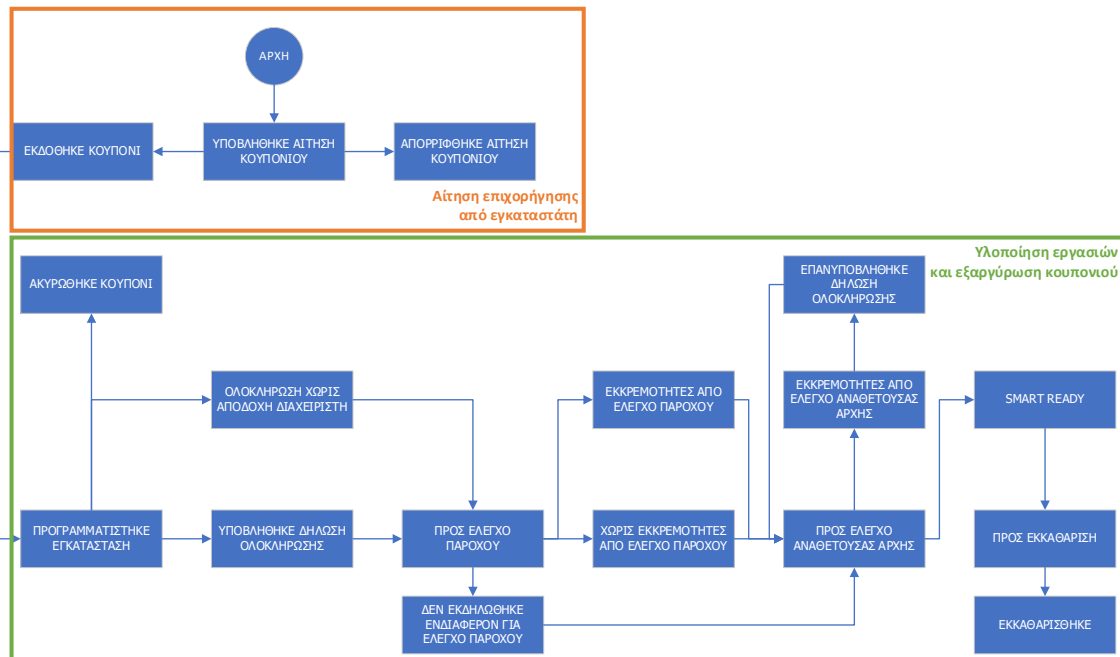 ΑΡΧΗ
ΕΚΔΟΘΗΚΕ ΚΟΥΠΟΝΙ
ΥΠΟΒΛΗΘΗΚΕ ΑΙΤΗΣΗ
ΚΟΥΠΟΝΙΟΥ
ΑΠΟΡΡΙΦΘΗΚΕ ΑΙΤΗΣΗ
ΚΟΥΠΟΝΙΟΥ
Αίτηση επιχορήγησης
από εγκαταστάτη
Υλοποίηση εργασιών
και εξαργύρωση κουπονιού
ΑΚΥΡΩΘΗΚΕ ΚΟΥΠΟΝΙ
ΕΠΑΝΥΠΟΒΛΗΘΗΚΕ
ΔΗΛΩΣΗ
ΟΛΟΚΛΗΡΩΣΗΣ
ΟΛΟΚΛΗΡΩΣΗ ΧΩΡΙΣ
ΑΠΟΔΟΧΗ ΔΙΑΧΕΙΡΙΣΤΗ
ΕΚΚΡΕΜΟΤΗΤΕΣ ΑΠΟ
ΕΛΕΓΧΟ ΠΑΡΟΧΟΥ
ΕΚΚΡΕΜΟΤΗΤΕΣ ΑΠΟ
ΕΛΕΓΧΟ ΑΝΑΘΕΤΟΥΣΑΣ
ΑΡΧΗΣ
SMART READY
ΠΡΟΓΡΑΜΜΑΤΙΣΤΗΚΕ
ΕΓΚΑΤΑΣΤΑΣΗ
ΥΠΟΒΛΗΘΗΚΕ ΔΗΛΩΣΗ
ΟΛΟΚΛΗΡΩΣΗΣ
ΠΡΟΣ ΕΛΕΓΧΟ
ΠΑΡΟΧΟΥ
ΧΩΡΙΣ ΕΚΚΡΕΜΟΤΗΤΕΣ
ΑΠΟ ΕΛΕΓΧΟ ΠΑΡΟΧΟΥ
ΠΡΟΣ ΕΛΕΓΧΟ
ΑΝΑΘΕΤΟΥΣΑΣ ΑΡΧΗΣ
ΠΡΟΣ ΕΚΚΑΘΑΡΙΣΗ
ΔΕΝ ΕΚΔΗΛΩΘΗΚΕ
ΕΝΔΙΑΦΕΡΟΝ ΓΙΑ
ΕΛΕΓΧΟ ΠΑΡΟΧΟΥ
ΕΚΚΑΘΑΡΙΣΘΗΚΕ